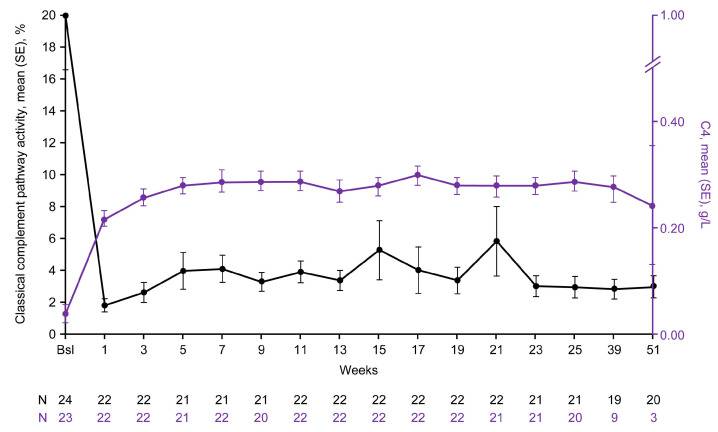 Classical complement pathway activity, mean (SE), %
20
18
16
14
12
10
8
6
4
2
0
1.00
0.40
0.20
0.00
C4, mean (SE), g/L
Bsl 1 3 5 7 9 11 13 15 17 19 21 23 25 39 51
Weeks
N 24 22 22 21 21 21 22 22 22 22 22 22 21 21 19 20
N 23 22 22 21 22 20 22 22 22 22 22 21 21 20 9 3